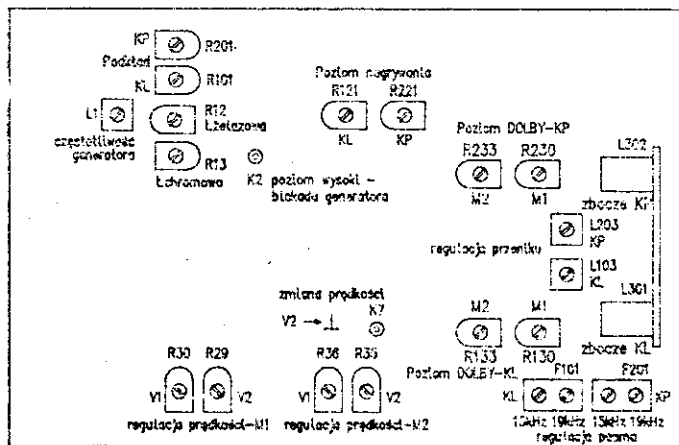 KP
R201
Podkład
KL
R101
L1
R12
t.żelazowa
częstotliwość
generatora
R13
t.chromowa
K2 poziom wysoki –
blokada generatora
Poziom nagrywania
R121 R221
KL KP
Poziom DOLBY–KP
R233 R230
M2 M1
L302
zbocze KP
L203
KP
regulacja przeniku
L103
KL
L301
zbocze KL
zmiana prędkości
V2
K7
M2 M1
R133 R130
Poziom DOLBY–KL
R30 R29
V1 V2
regulacja prędkości–M1
R36 R35
V1 V2
regulacja prędkości–M2
F101 F201
KL KP
15kHz 19kHz 15kHz 19kHz
regulacja pasma